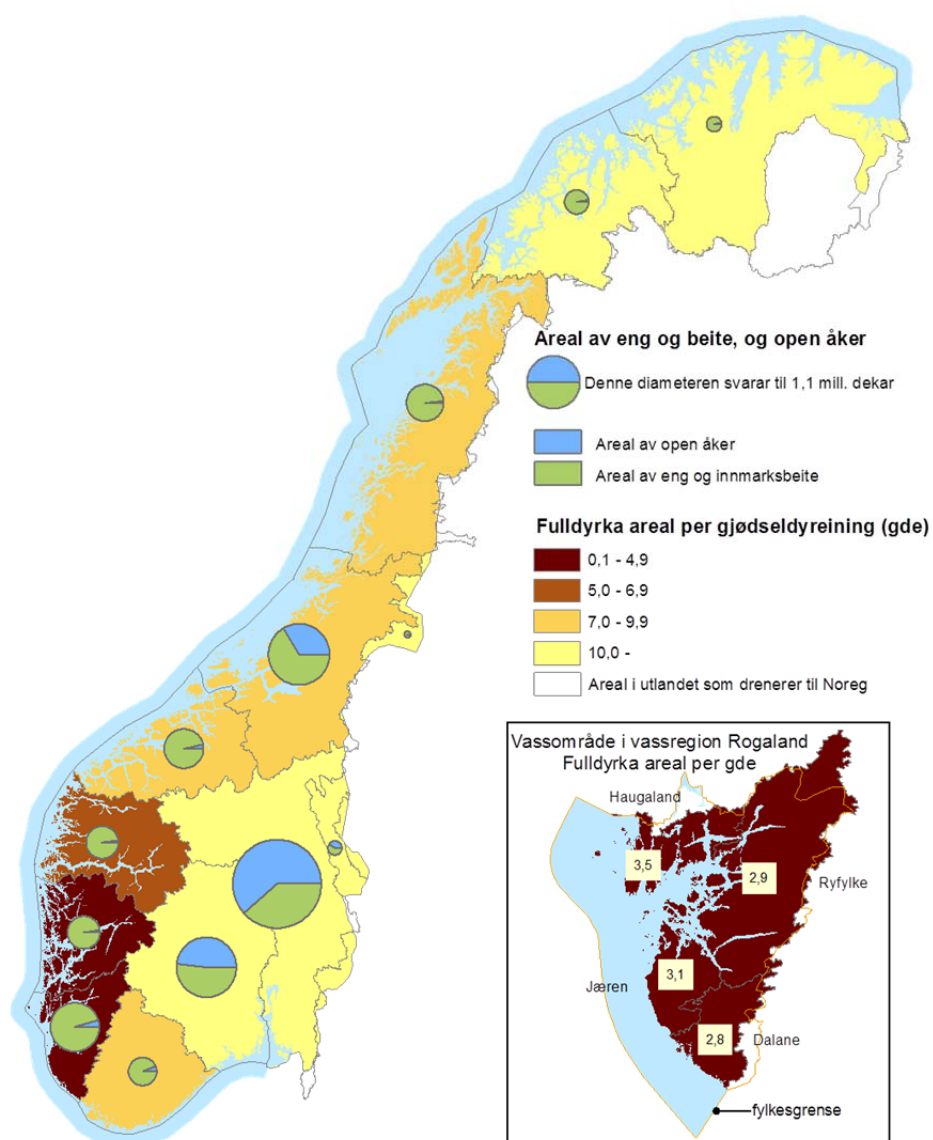 Areal av eng og beite, og open åker
Denne diameteren svarar til 1,1 mill. dekar
Areal av open åker
Areal av eng og innmarksbeite
Fulldyrka areal per gjødseldyreining (gde)
0,1 - 4,9
5,0 - 6,9
7,0 - 9,9
10,0 -
Areal i utlandet som drenerer til Noreg
Vassområde i vassregion Rogaland
Fulldyrka areal per gde
Haugaland
3,5
2,9
Ryfylke
3,1
Jæren
2,8
Dalane
fylkesgrense